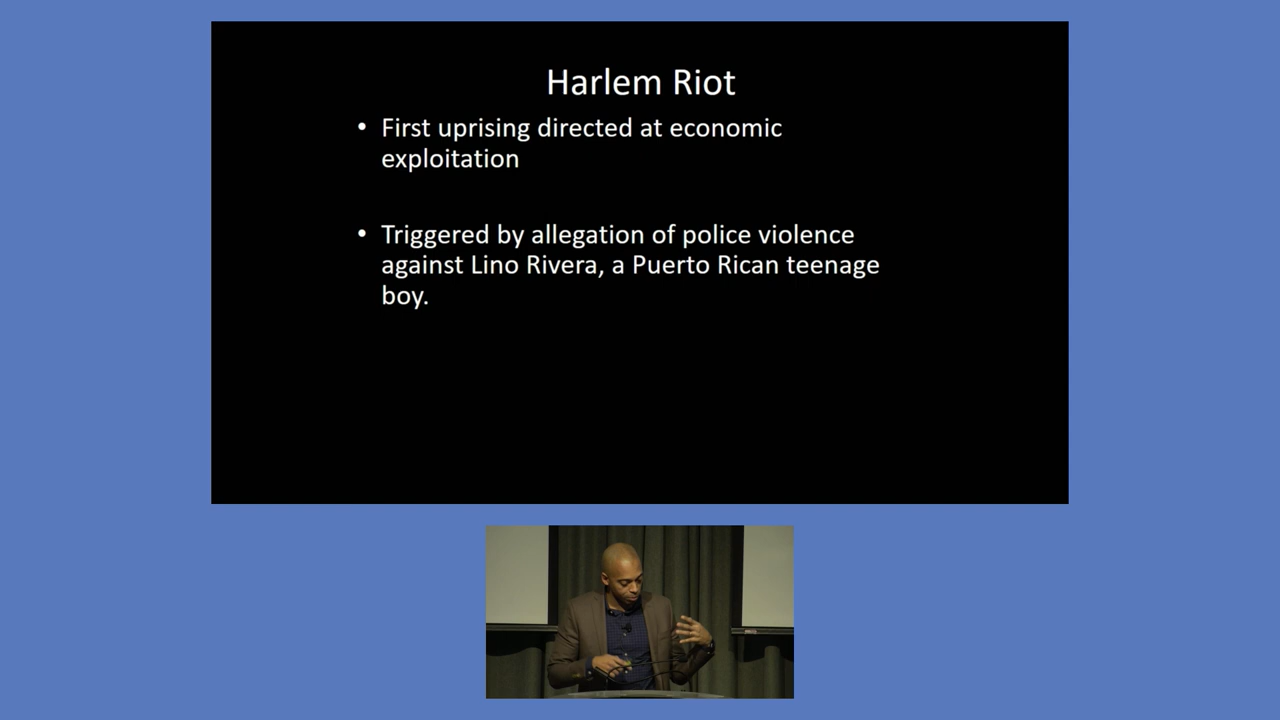 Harlem Riot
• First uprising directed at economic
exploitation
• Triggered by allegation of police violence
against Lino Rivera, a Puerto Rican teenage
boy.